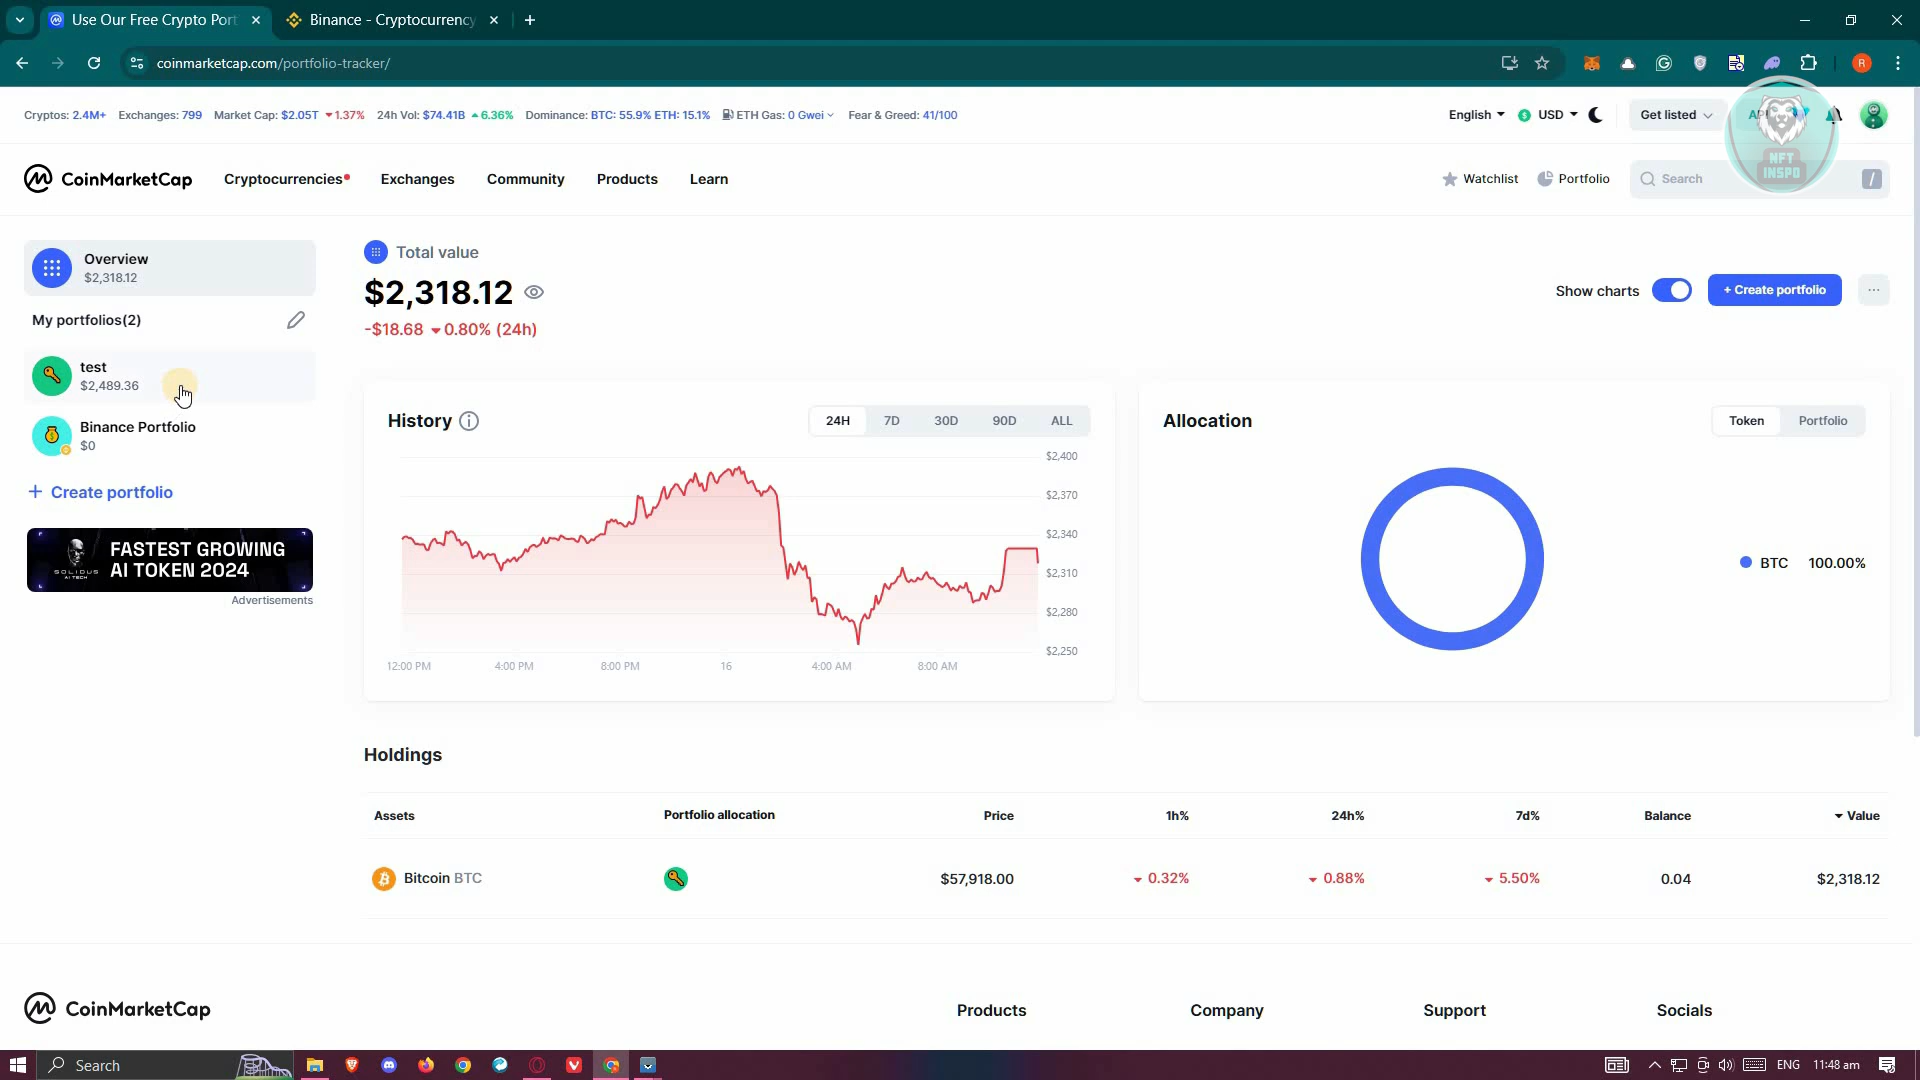 Use Our Free Crypto Port
Binance - Cryptocurrency
coinmarketcap.com/portfolio-tracker/
R
Cryptos: 2.4M+ Exchanges: 799 Market Cap: $2.05T 1.37% 24h Vol: $74.41B 6.36% Dominance: BTC: 55.9% ETH: 15.1% ETH Gas: 0 Gwei Fear & Greed: 41/100
English USD Get listed API
NFT
INSPO
CoinMarketCap Cryptocurrencies Exchanges Community Products Learn
Watchlist Portfolio Search /
Overview
$2,318.12
My portfolios(2)
test
$2,489.36
Binance Portfolio
$0
+ Create portfolio
SOLIDUS
AI TECH
FASTEST GROWING
AI TOKEN 2024
Advertisements
Total value
$2,318.12
-$18.68 0.80% (24h)
Show charts + Create portfolio
History 24H 7D 30D 90D ALL
$2,400
$2,370
$2,340
$2,310
$2,280
$2,250
12:00 PM 4:00 PM 8:00 PM 16 4:00 AM 8:00 AM
Allocation Token Portfolio
BTC 100.00%
Holdings
Assets Portfolio allocation Price 1h% 24h% 7d% Balance Value
Bitcoin BTC $57,918.00 0.32% 0.88% 5.50% 0.04 $2,318.12
CoinMarketCap Products Company Support Socials
Search ENG 11:48 am